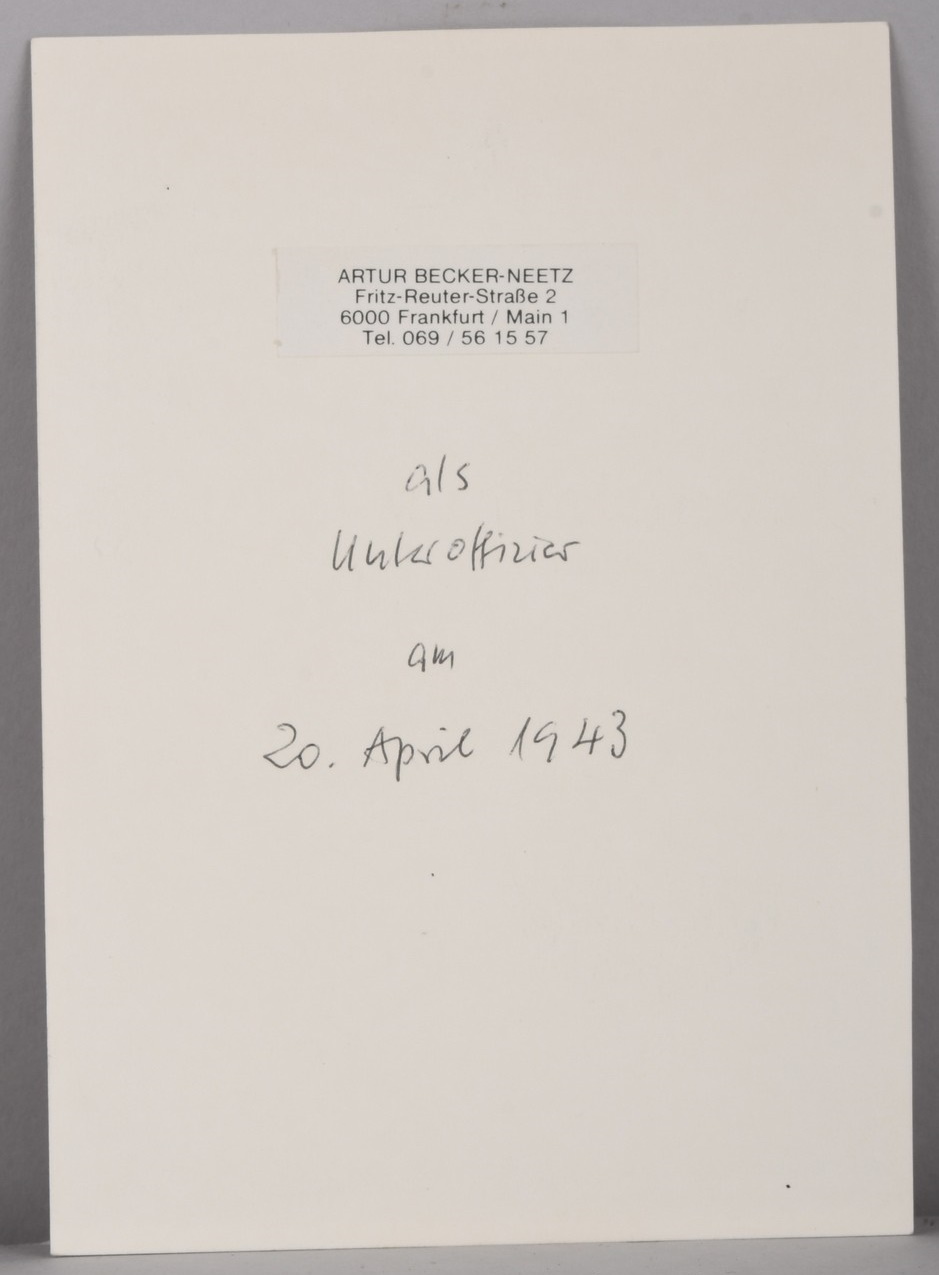 ARTUR BECKER-NEETZ
Fritz-Reuter-Straße 2
6000 Frankfurt / Main 1
Tel. 069 / 56 15 57
als
Unteroffizier
am
20. April 1943